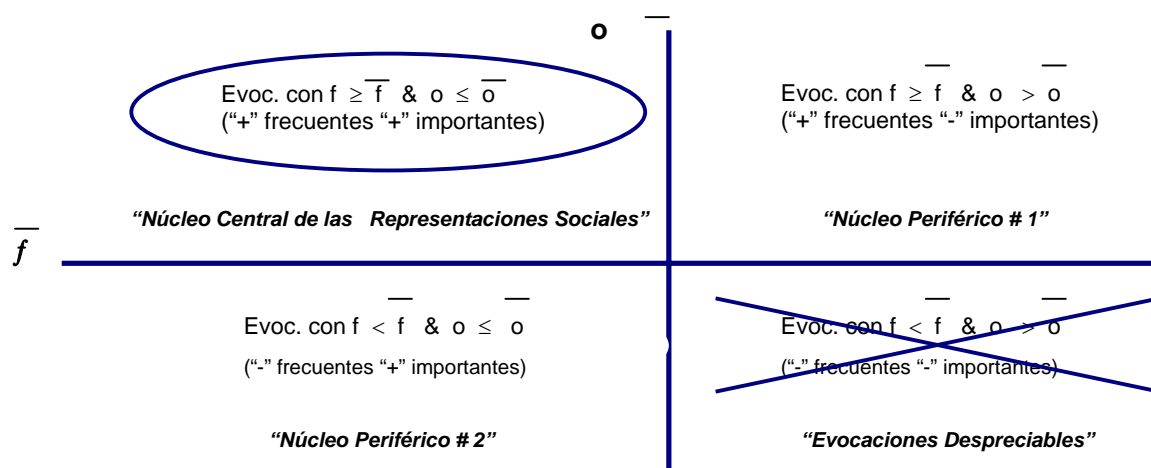 o̅
Evoc. con f ≥ f̅ & o ≤ o̅
(“+” frecuentes “+” importantes)
“Núcleo Central de las Representaciones Sociales”
Evoc. con f ≥ f̅ & o > o̅
(“+” frecuentes “-” importantes)
“Núcleo Periférico # 1”
f̅
Evoc. con f < f̅ & o ≤ o̅
(“-” frecuentes “+” importantes)
“Núcleo Periférico # 2”
Evoc. con f < f̅ & o > o̅
(“-” frecuentes “-” importantes)
“Evocaciones Despreciables”